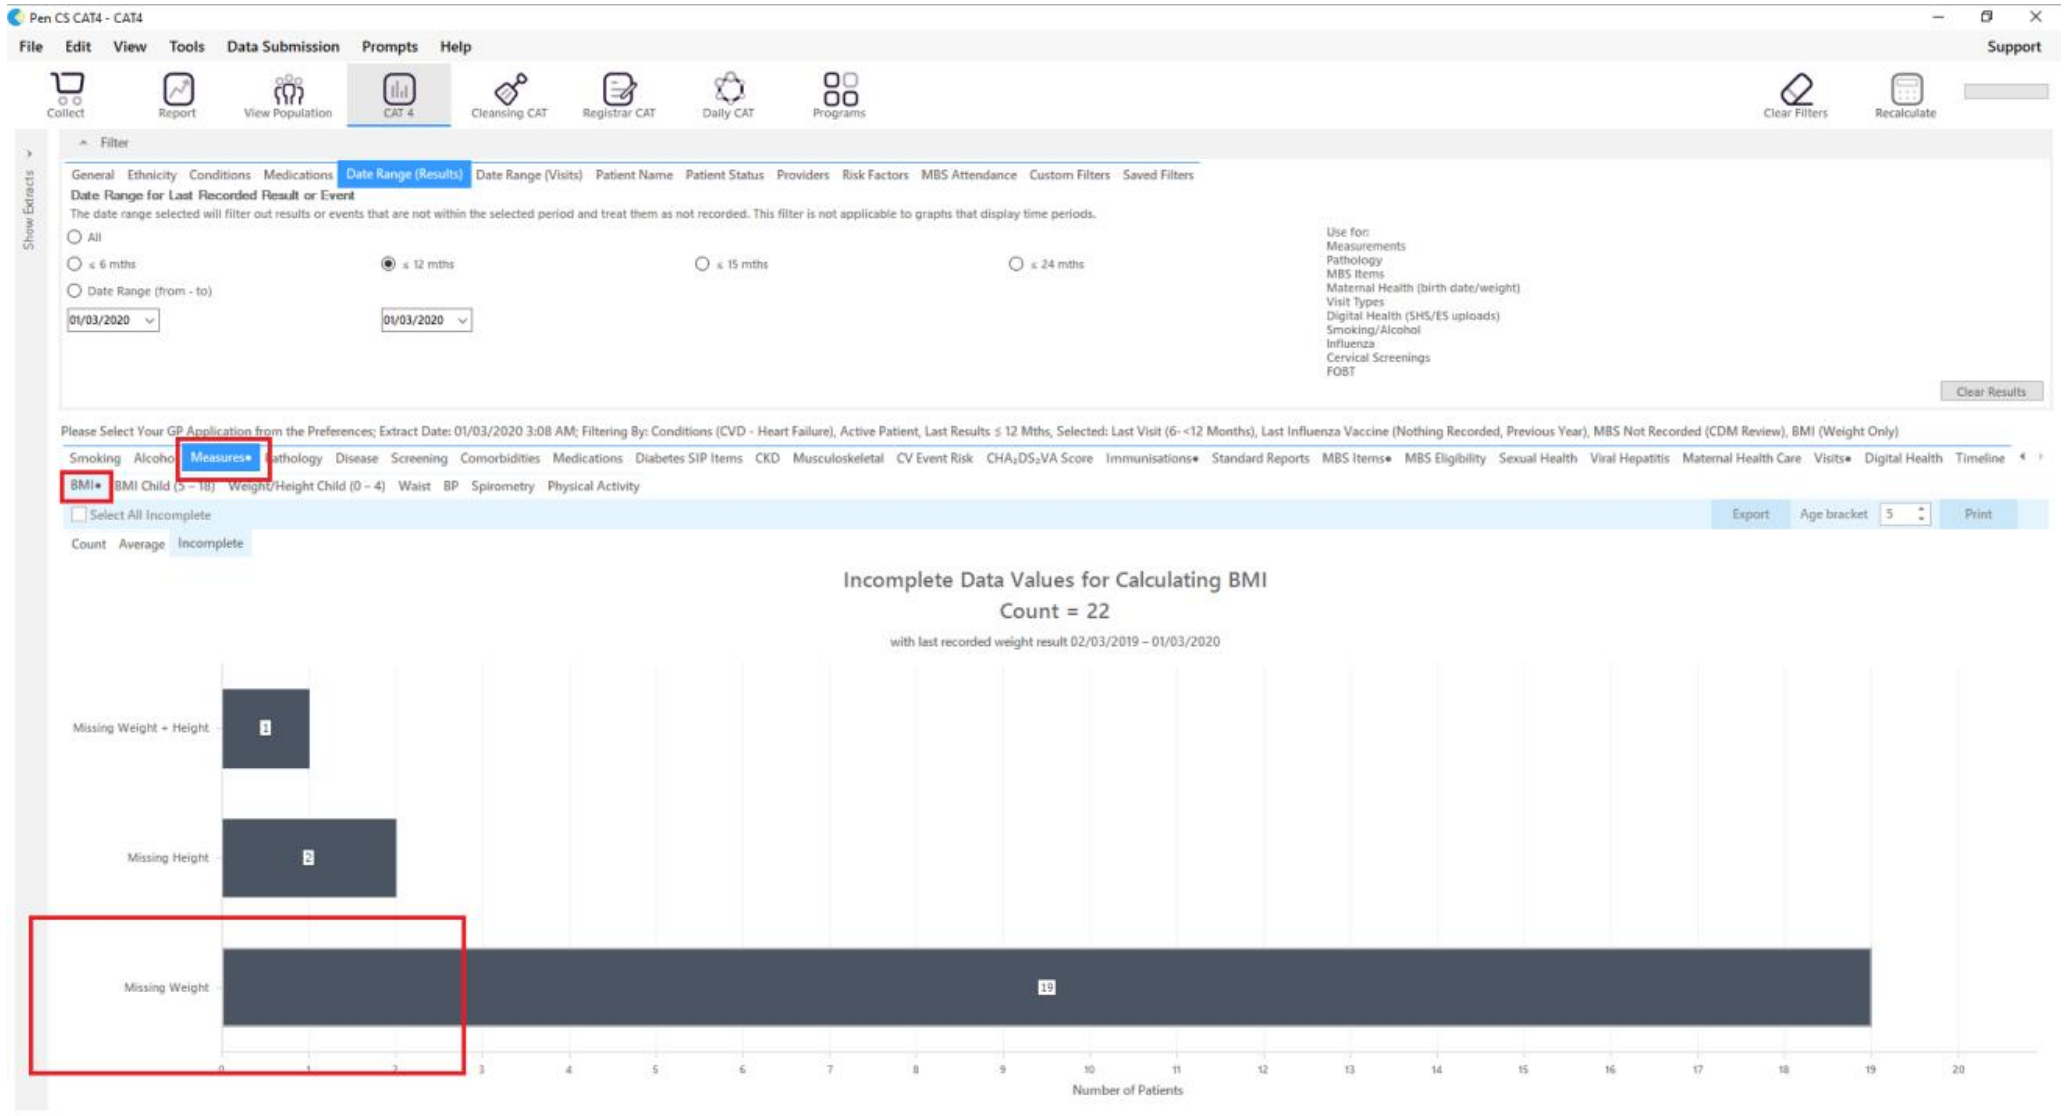 Pen CS CAT4 - CAT4
File Edit View Tools Data Submission Prompts Help Support
Collect Report View Population CAT 4 Cleansing CAT Registrar CAT Daily CAT Programs Clear Filters Recalculate
Show Extracts
Filter
General Ethnicity Conditions Medications Date Range (Results) Date Range (Visits) Patient Name Patient Status Providers Risk Factors MBS Attendance Custom Filters Saved Filters
Date Range for Last Recorded Result or Event
The date range selected will filter out results or events that are not within the selected period and treat them as not recorded. This filter is not applicable to graphs that display time periods.
All
≤ 6 mths ≤ 12 mths ≤ 15 mths ≤ 24 mths
Date Range (from - to)
01/03/2020 01/03/2020
Use for:
Measurements
Pathology
MBS Items
Maternal Health (birth date/weight)
Visit Types
Digital Health (SHS/ES uploads)
Smoking/Alcohol
Influenza
Cervical Screenings
FOBT
Clear Results
Please Select Your GP Application from the Preferences; Extract Date: 01/03/2020 3:08 AM; Filtering By: Conditions (CVD - Heart Failure), Active Patient, Last Results ≤ 12 Mths, Selected: Last Visit (6- <12 Months), Last Influenza Vaccine (Nothing Recorded, Previous Year), MBS Not Recorded (CDM Review), BMI (Weight Only)
Smoking Alcoho Measures● athology Disease Screening Comorbidities Medications Diabetes SIP Items CKD Musculoskeletal CV Event Risk CHA₂DS₂VA Score Immunisations● Standard Reports MBS Items● MBS Eligibility Sexual Health Viral Hepatitis Maternal Health Care Visits● Digital Health Timeline
BMI● BMI Child (5 – 18) Weight/Height Child (0 – 4) Waist BP Spirometry Physical Activity
Select All Incomplete Export Age bracket 5 Print
Count Average Incomplete
Incomplete Data Values for Calculating BMI
Count = 22
with last recorded weight result 02/03/2019 – 01/03/2020
Missing Weight + Height 1
Missing Height 2
Missing Weight 19
0 1 2 3 4 5 6 7 8 9 10 11 12 13 14 15 16 17 18 19 20
Number of Patients